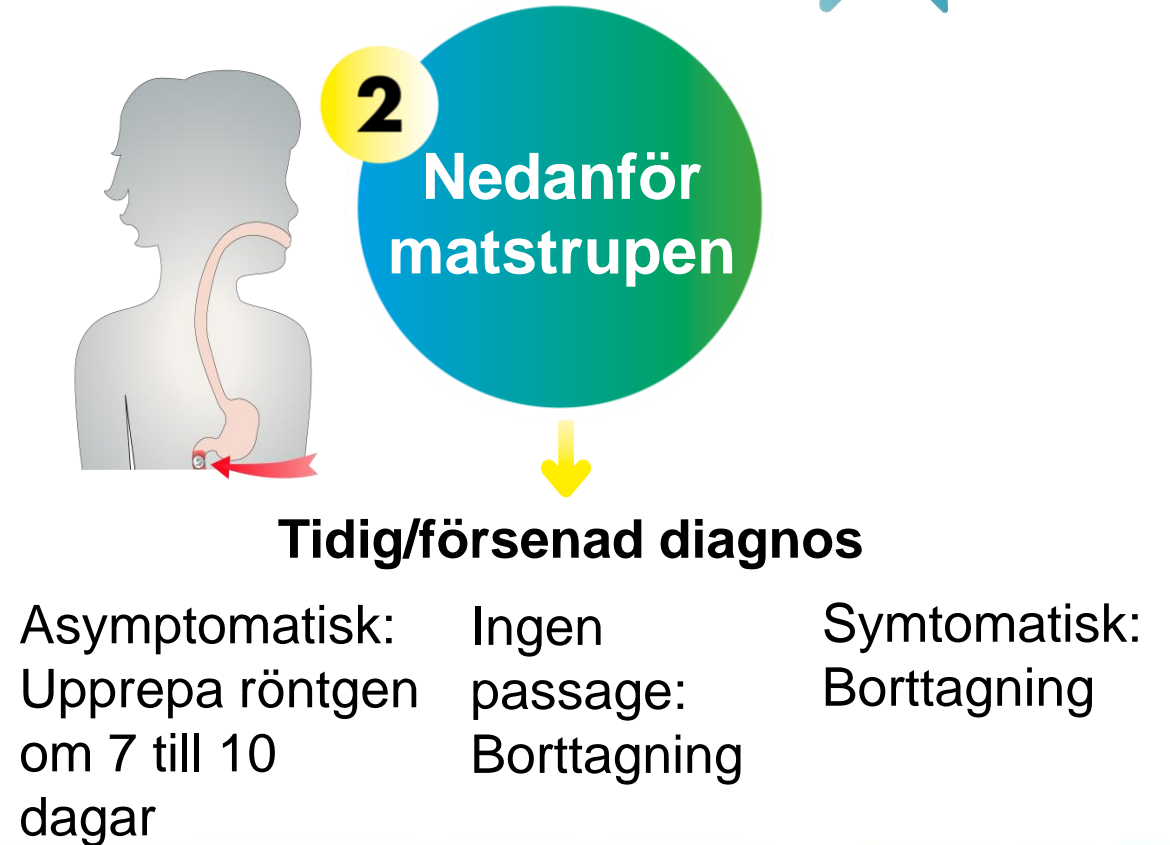 2
Nedanför
matstrupen
Tidig/försenad diagnos
Asymptomatisk:
Upprepa röntgen
om 7 till 10
dagar
Ingen
passage:
Borttagning
Symtomatisk:
Borttagning